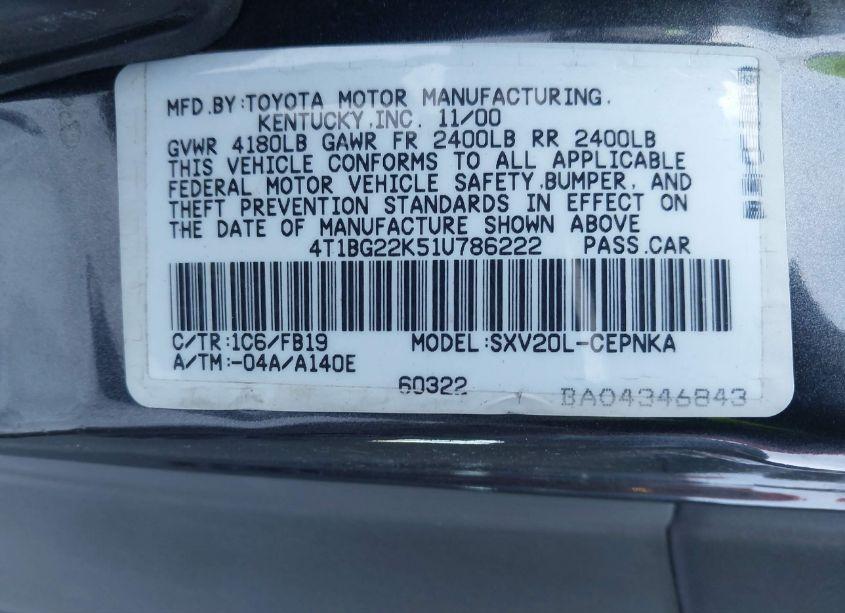 MFD.BY:TOYOTA MOTOR MANUFACTURING,
KENTUCKY,INC. 11/00
GVWR 4180LB GAWR FR 2400LB RR 2400LB
THIS VEHICLE CONFORMS TO ALL APPLICABLE
FEDERAL MOTOR VEHICLE SAFETY,BUMPER, AND
THEFT PREVENTION STANDARDS IN EFFECT ON
THE DATE OF MANUFACTURE SHOWN ABOVE
4T1BG22K51U786222 PASS.CAR
C/TR:1C6/FB19 MODEL:SXV20L-CEPNKA
A/TM:-04A/A140E
60322 BA04346843